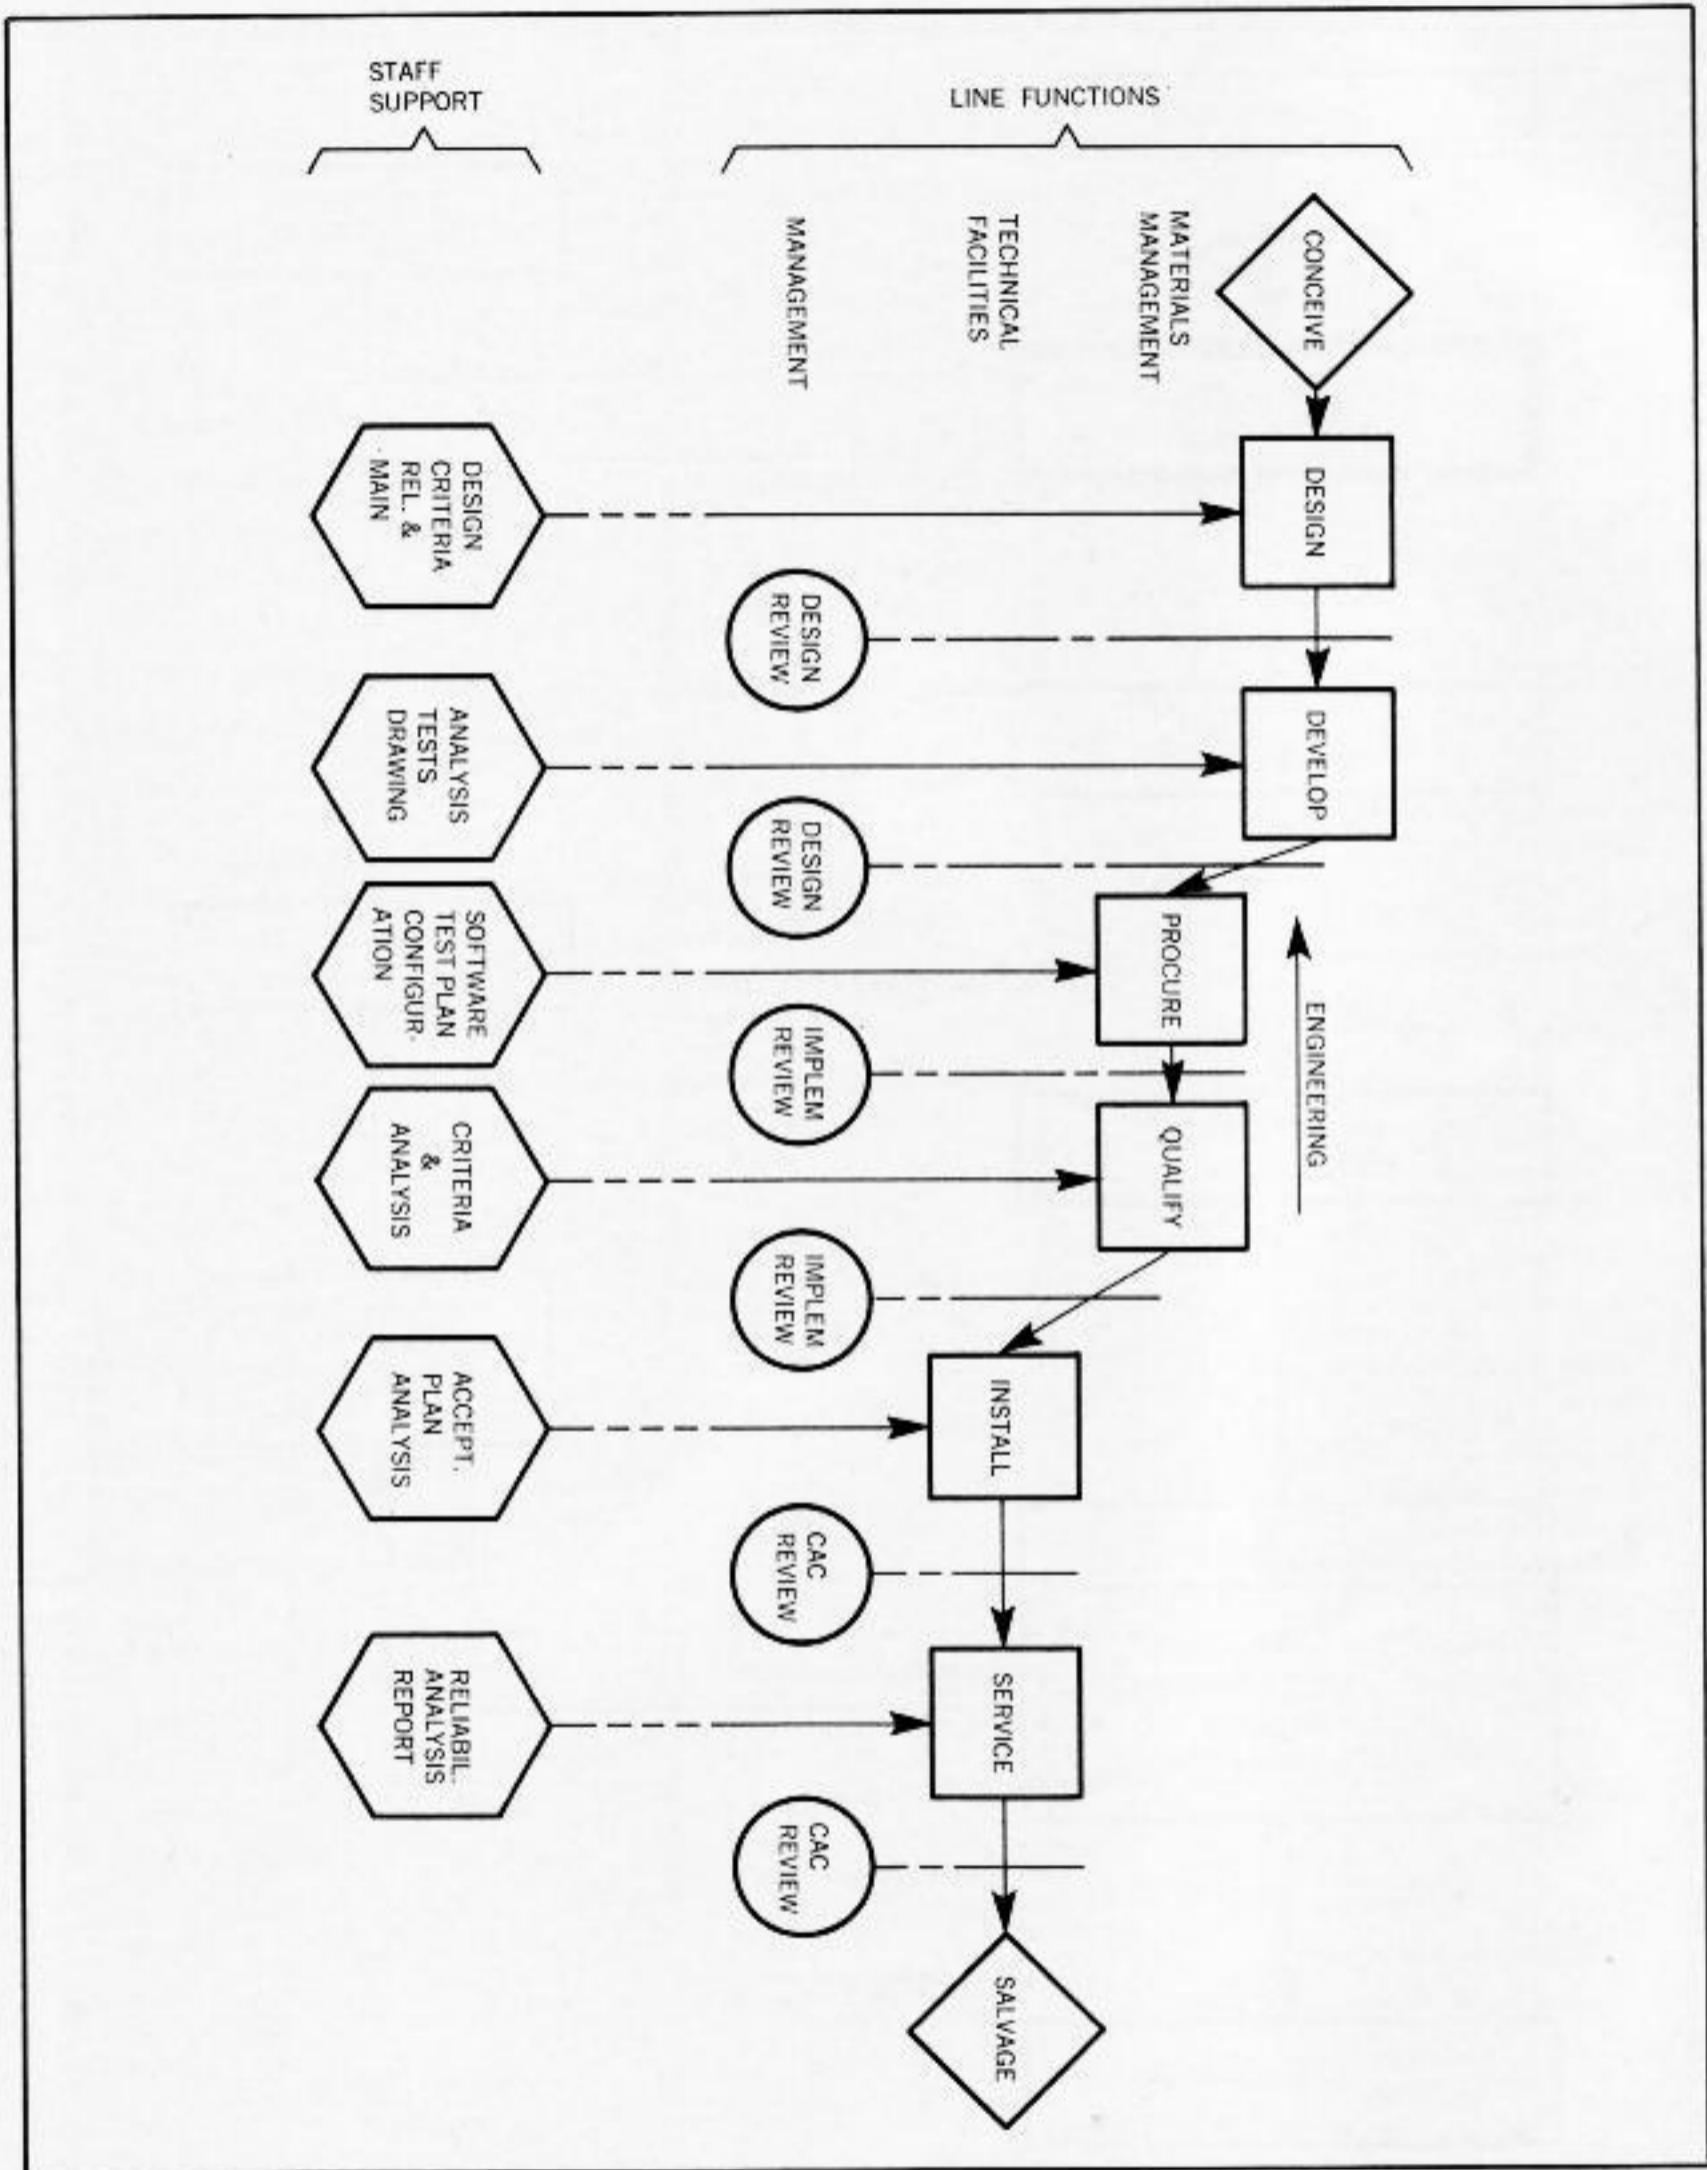 STAFF
SUPPORT
LINE FUNCTIONS
CONCEIVE
MATERIALS
MANAGEMENT
TECHNICAL
FACILITIES
MANAGEMENT
DESIGN
DEVELOP
PROCURE
QUALIFY
INSTALL
SERVICE
SALVAGE
ENGINEERING
DESIGN
REVIEW
DESIGN
REVIEW
IMPLEM
REVIEW
IMPLEM
REVIEW
CAC
REVIEW
CAC
REVIEW
DESIGN
CRITERIA
REL. &
MAIN
ANALYSIS
TESTS
DRAWING
SOFTWARE
TEST PLAN
CONFIGUR-
ATION
CRITERIA
&
ANALYSIS
ACCEPT.
PLAN
ANALYSIS
RELIABIL.
ANALYSIS
REPORT